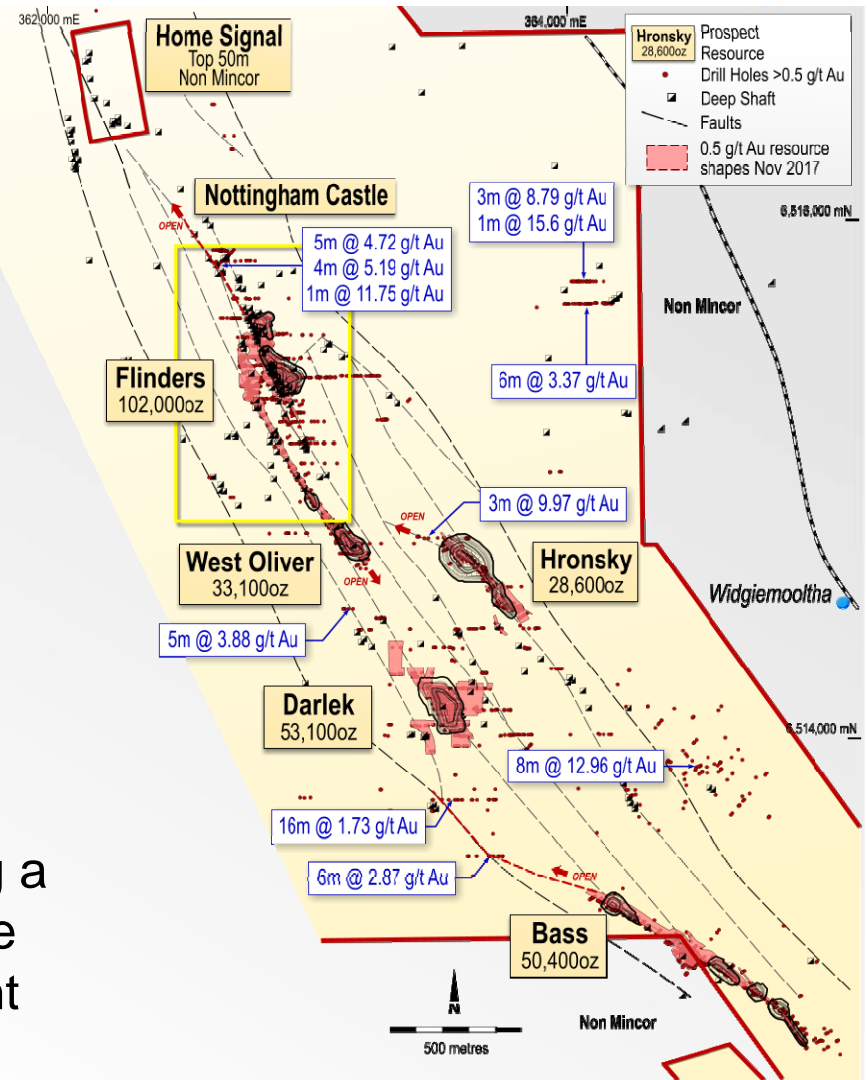 362,000 mE
364,000 mE
Home Signal
Top 50m
Non Mincor
Hronsky
28,600oz
Prospect
Resource
Drill Holes >0.5 g/t Au
Deep Shaft
Faults
0.5 g/t Au resource
shapes Nov 2017
Nottingham Castle
OPEN
3m @ 8.79 g/t Au
1m @ 15.6 g/t Au
6,516,000 mN
5m @ 4.72 g/t Au
4m @ 5.19 g/t Au
1m @ 11.75 g/t Au
Non Mincor
Flinders
102,000oz
6m @ 3.37 g/t Au
3m @ 9.97 g/t Au
OPEN
West Oliver
33,100oz
OPEN
Hronsky
28,600oz
Widgiemooltha
5m @ 3.88 g/t Au
Darlek
53,100oz
6,514,000 mN
8m @ 12.96 g/t Au
16m @ 1.73 g/t Au
6m @ 2.87 g/t Au
OPEN
g a
e
nt
Bass
50,400oz
N
500 metres
Non Mincor